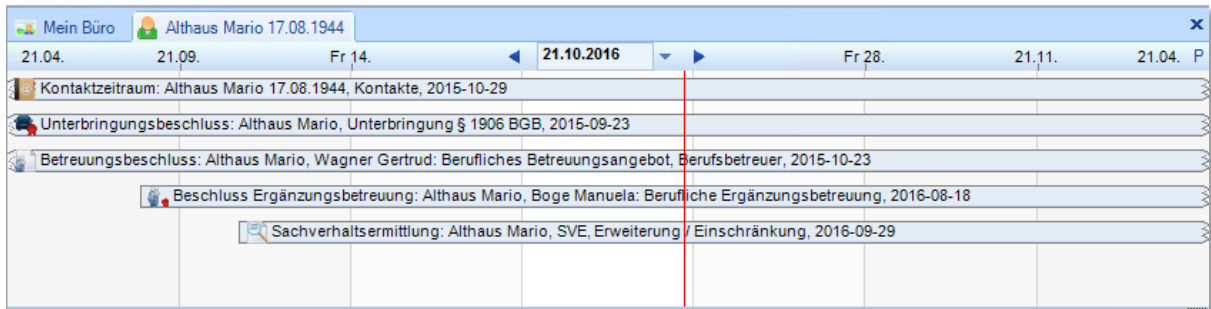 Mein Büro Althaus Mario 17.08.1944 x
21.04. 21.09. Fr 14. 21.10.2016 Fr 28. 21.11. 21.04. P
Kontaktzeitraum: Althaus Mario 17.08.1944, Kontakte, 2015-10-29
Unterbringungsbeschluss: Althaus Mario, Unterbringung § 1906 BGB, 2015-09-23
Betreuungsbeschluss: Althaus Mario, Wagner Gertrud: Berufliches Betreuungsangebot, Berufsbetreuer, 2015-10-23
Beschluss Ergänzungsbetreuung: Althaus Mario, Boge Manuela: Berufliche Ergänzungsbetreuung, 2016-08-18
Sachverhaltsermittlung: Althaus Mario, SVE, Erweiterung / Einschränkung, 2016-09-29